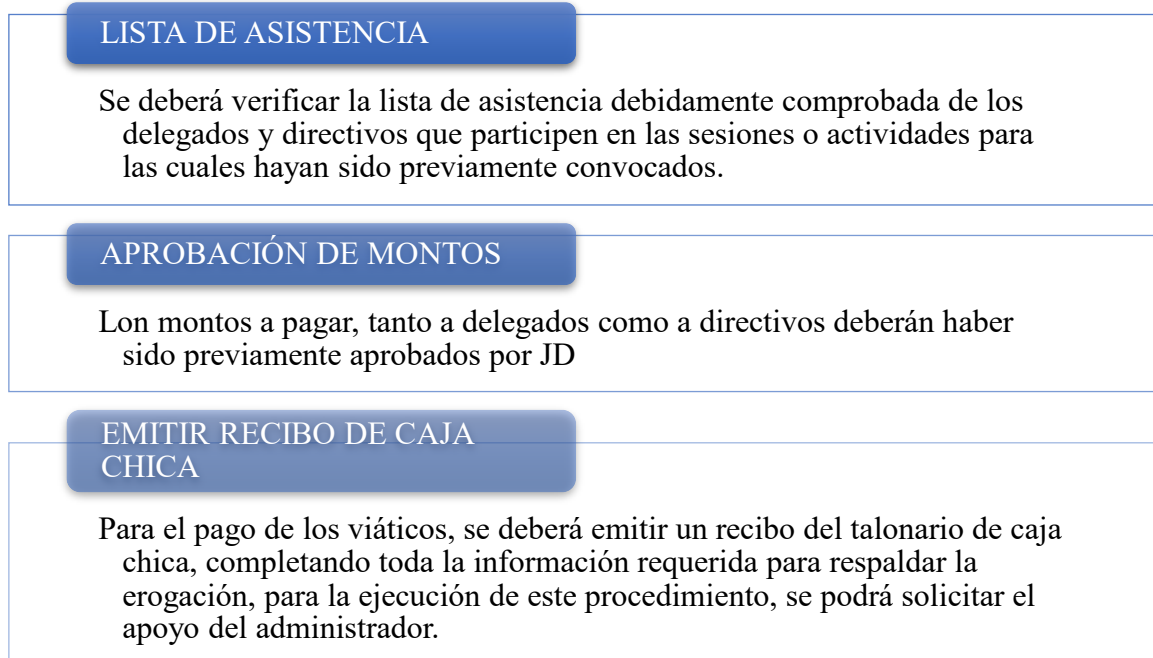 LISTA DE ASISTENCIA
Se deberá verificar la lista de asistencia debidamente comprobada de los
delegados y directivos que participen en las sesiones o actividades para
las cuales hayan sido previamente convocados.
APROBACIÓN DE MONTOS
Lon montos a pagar, tanto a delegados como a directivos deberán haber
sido previamente aprobados por JD
EMITIR RECIBO DE CAJA
CHICA
Para el pago de los viáticos, se deberá emitir un recibo del talonario de caja
chica, completando toda la información requerida para respaldar la
erogación, para la ejecución de este procedimiento, se podrá solicitar el
apoyo del administrador.